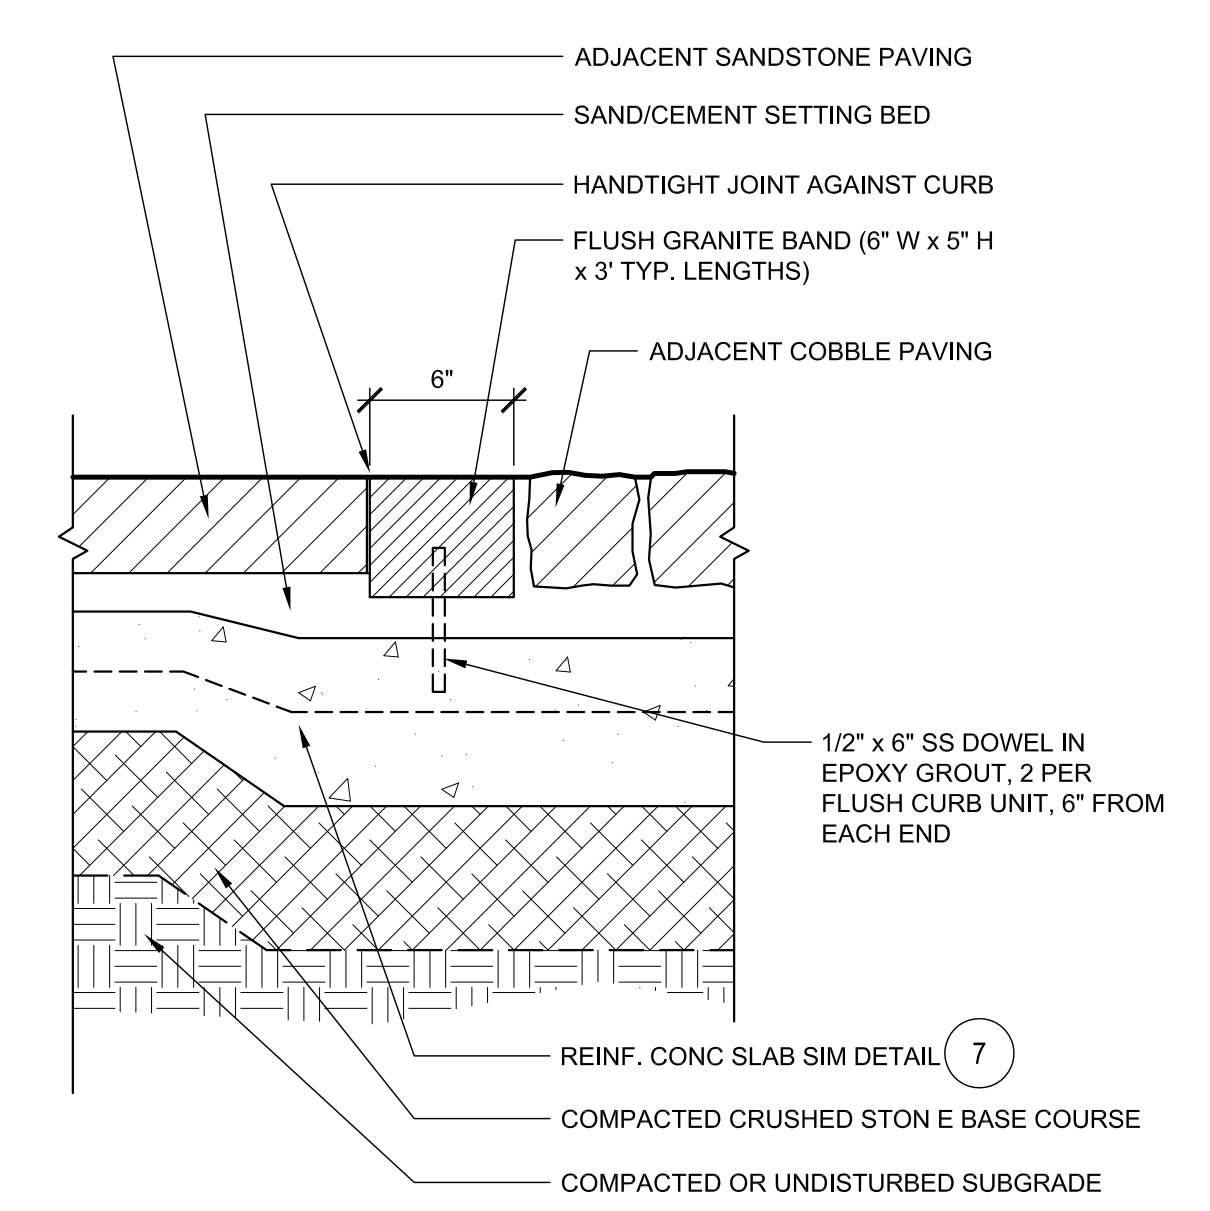 ADJACENT SANDSTONE PAVING
SAND/CEMENT SETTING BED
HANDTIGHT JOINT AGAINST CURB
FLUSH GRANITE BAND (6" W x 5" H
x 3' TYP. LENGTHS)
ADJACENT COBBLE PAVING
6"
1/2" x 6" SS DOWEL IN
EPOXY GROUT, 2 PER
FLUSH CURB UNIT, 6" FROM
EACH END
REINF. CONC SLAB SIM DETAIL 7
COMPACTED CRUSHED STON E BASE COURSE
COMPACTED OR UNDISTURBED SUBGRADE